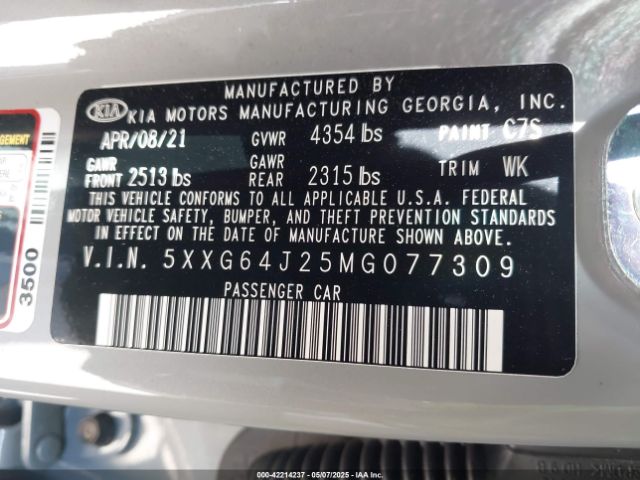 MANUFACTURED BY
KIA KIA MOTORS MANUFACTURING GEORGIA, INC.
APR/08/21 GVWR 4354 lbs PAINT C7S
GAWR FRONT 2513 lbs GAWR REAR 2315 lbs TRIM WK
THIS VEHICLE CONFORMS TO ALL APPLICABLE U.S.A. FEDERAL
MOTOR VEHICLE SAFETY, BUMPER, AND THEFT PREVENTION STANDARDS
IN EFFECT ON THE DATE OF MANUFACTURE SHOWN ABOVE.
V.I.N. 5XXG64J25MG077309
PASSENGER CAR
3500
000-42214237 - 05/07/2025 - IAAI.COM